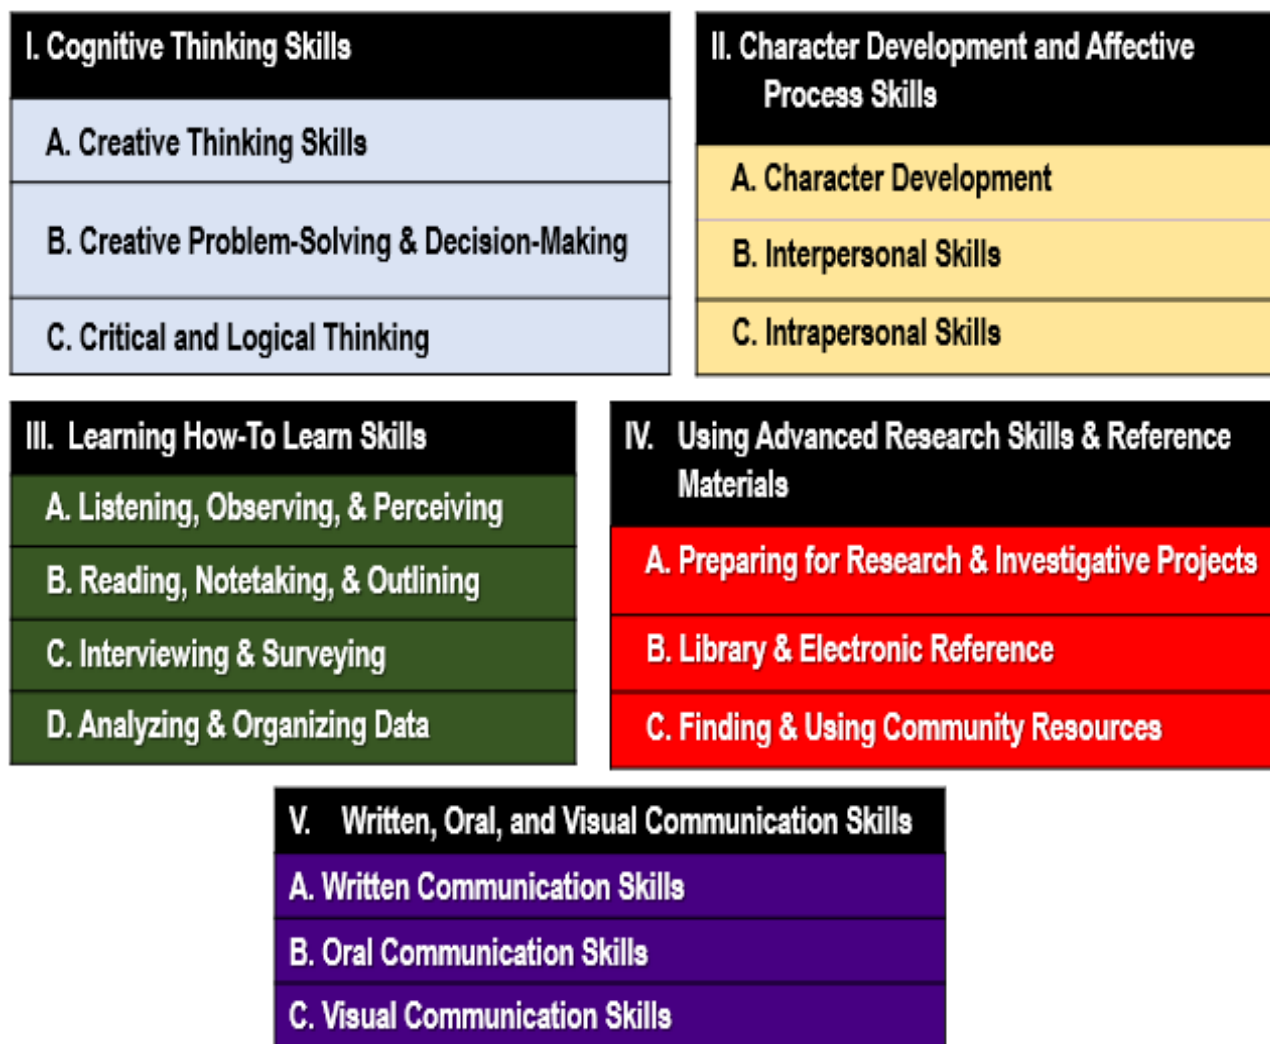 I. Cognitive Thinking Skills
A. Creative Thinking Skills
B. Creative Problem-Solving & Decision-Making
C. Critical and Logical Thinking
II. Character Development and Affective
Process Skills
A. Character Development
B. Interpersonal Skills
C. Intrapersonal Skills
III. Learning How-To Learn Skills
A. Listening, Observing, & Perceiving
B. Reading, Notetaking, & Outlining
C. Interviewing & Surveying
D. Analyzing & Organizing Data
IV. Using Advanced Research Skills & Reference
Materials
A. Preparing for Research & Investigative Projects
B. Library & Electronic Reference
C. Finding & Using Community Resources
V. Written, Oral, and Visual Communication Skills
A. Written Communication Skills
B. Oral Communication Skills
C. Visual Communication Skills